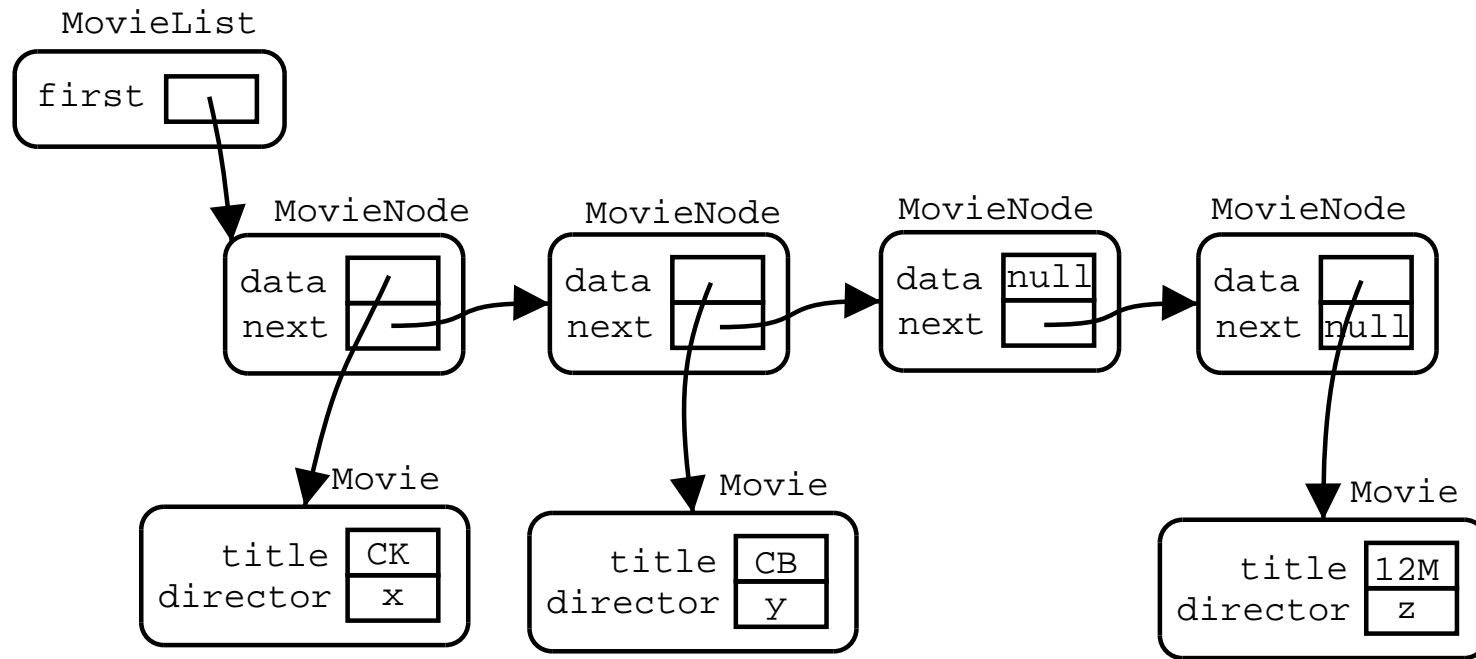 MovieList
first
MovieNode MovieNode MovieNode MovieNode
data data data null data
next next next next null
Movie Movie Movie
title CK title CB title 12M
director x director y director z